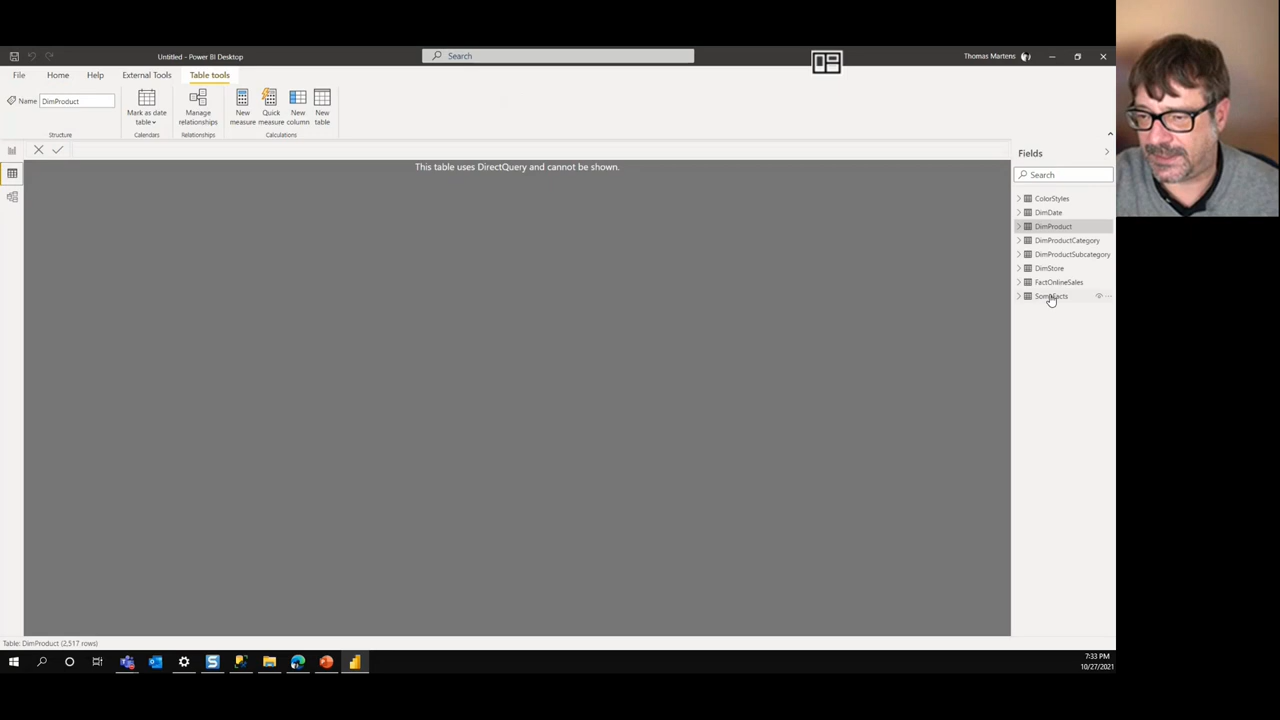 Untitled - Power BI Desktop
Search
Thomas Martens
File
Home
Help
External Tools
Table tools
Name
DimProduct
Mark as date
table
Manage
relationships
New
measure
Quick
measure
New
column
New
table
Structure
Calendars
Relationships
Calculations
This table uses DirectQuery and cannot be shown.
Fields
Search
ColorStyles
DimDate
DimProduct
DimProductCategory
DimProductSubcategory
DimStore
FactOnlineSales
SomeFacts
Table: DimProduct (2,517 rows)
7:33 PM
10/27/2021